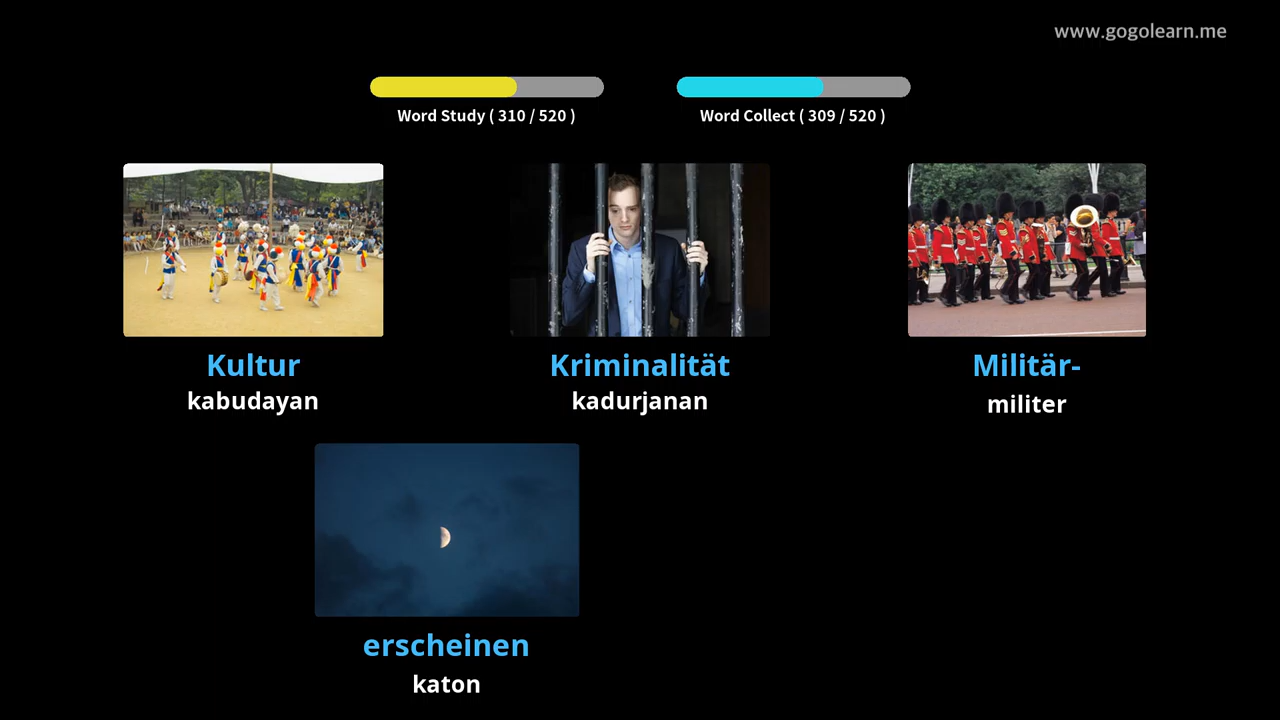 www.gogolearn.me
Word Study ( 310 / 520 )
Word Collect ( 309 / 520 )
Kultur
kabudayan
Kriminalität
kadurjanan
Militär-
militer
erscheinen
katon